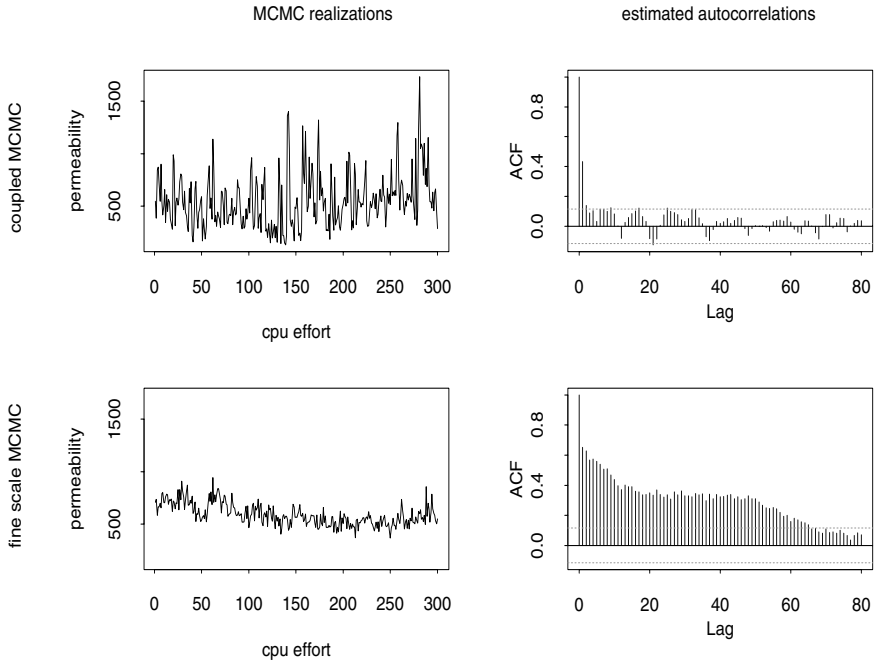 MCMC realizations
estimated autocorrelations
coupled MCMC
permeability
500
1500
0 50 100 150 200 250 300
cpu effort
ACF
0.0 0.4 0.8
0 20 40 60 80
Lag
fine scale MCMC
permeability
500
1500
0 50 100 150 200 250 300
cpu effort
ACF
0.0 0.4 0.8
0 20 40 60 80
Lag